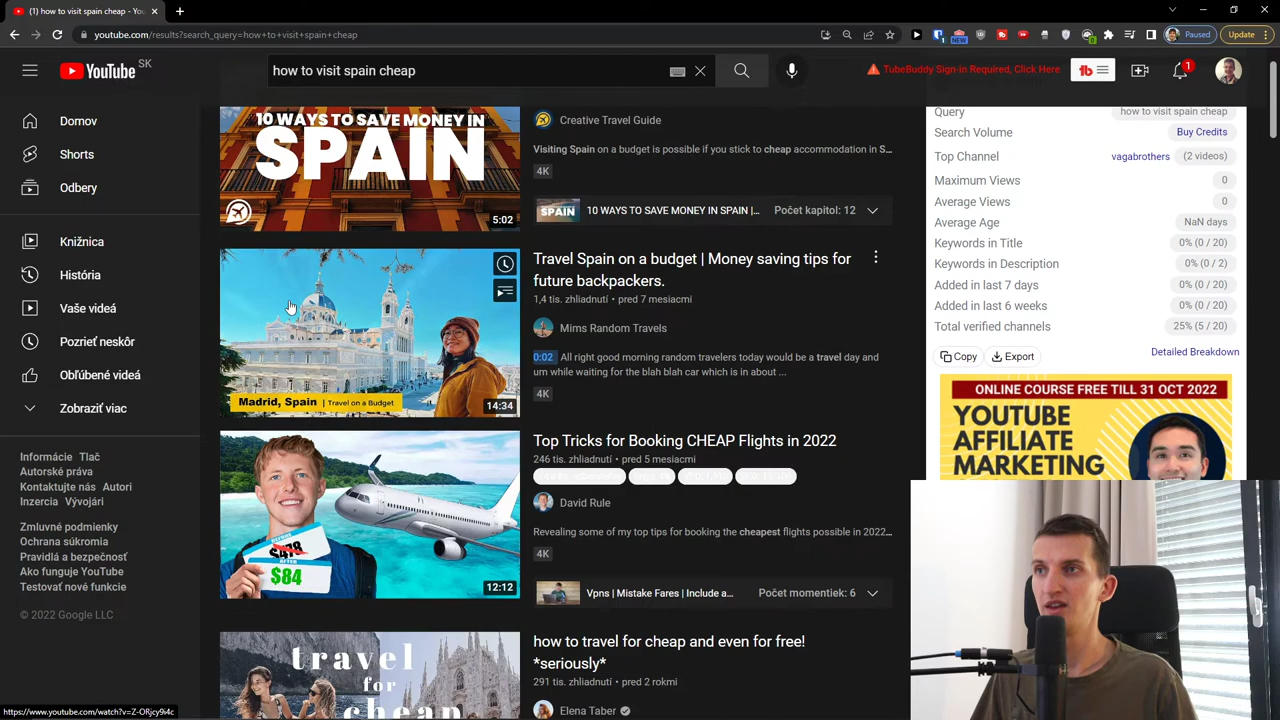 (1) how to visit spain cheap - You
youtube.com/results?search_query=how+to+visit+spain+cheap
NEW
Paused
Update
YouTube SK
how to visit spain cheap
TubeBuddy Sign-in Required, Click Here
tb
1
Domov
Shorts
Odbery
Knižnica
História
Vaše videá
Pozrieť neskôr
Obľúbené videá
Zobraziť viac
Informácie Tlač
Autorské práva
Kontaktujte nás Autori
Inzercia Vývojári
Zmluvné podmienky
Ochrana súkromia
Pravidlá a bezpečnosť
Ako funguje YouTube
Testovať nové funkcie
© 2022 Google LLC
10 WAYS TO SAVE MONEY IN
SPAIN
5:02
Creative Travel Guide
Visiting Spain on a budget is possible if you stick to cheap accommodation in S...
4K
SPAIN
10 WAYS TO SAVE MONEY IN SPAIN |...
Počet kapitol: 12
Madrid, Spain | Travel on a Budget
14:34
Travel Spain on a budget | Money saving tips for
future backpackers.
1,4 tis. zhliadnutí • pred 7 mesiacmi
Mims Random Travels
0:02 All right good morning random travelers today would be a travel day and
um while waiting for the blah blah car which is in about ...
4K
AFTER
$84
12:12
Top Tricks for Booking CHEAP Flights in 2022
246 tis. zhliadnutí • pred 5 mesiacmi
David Rule
Revealing some of my top tips for booking the cheapest flights possible in 2022...
4K
Vpns | Mistake Fares | Include a...
Počet momentiek: 6
travel
for
cheap
How to travel for cheap and even for free!
*seriously*
291 tis. zhliadnutí • pred 2 rokmi
Elena Taber
Query how to visit spain cheap
Search Volume Buy Credits
Top Channel vagabrothers (2 videos)
Maximum Views 0
Average Views 0
Average Age NaN days
Keywords in Title 0% (0 / 20)
Keywords in Description 0% (0 / 2)
Added in last 7 days 0% (0 / 20)
Added in last 6 weeks 0% (0 / 20)
Total verified channels 25% (5 / 20)
Copy Export Detailed Breakdown
ONLINE COURSE FREE TILL 31 OCT 2022
YOUTUBE
AFFILIATE
MARKETING
https://www.youtube.com/watch?v=Z-ORjcy9i4c